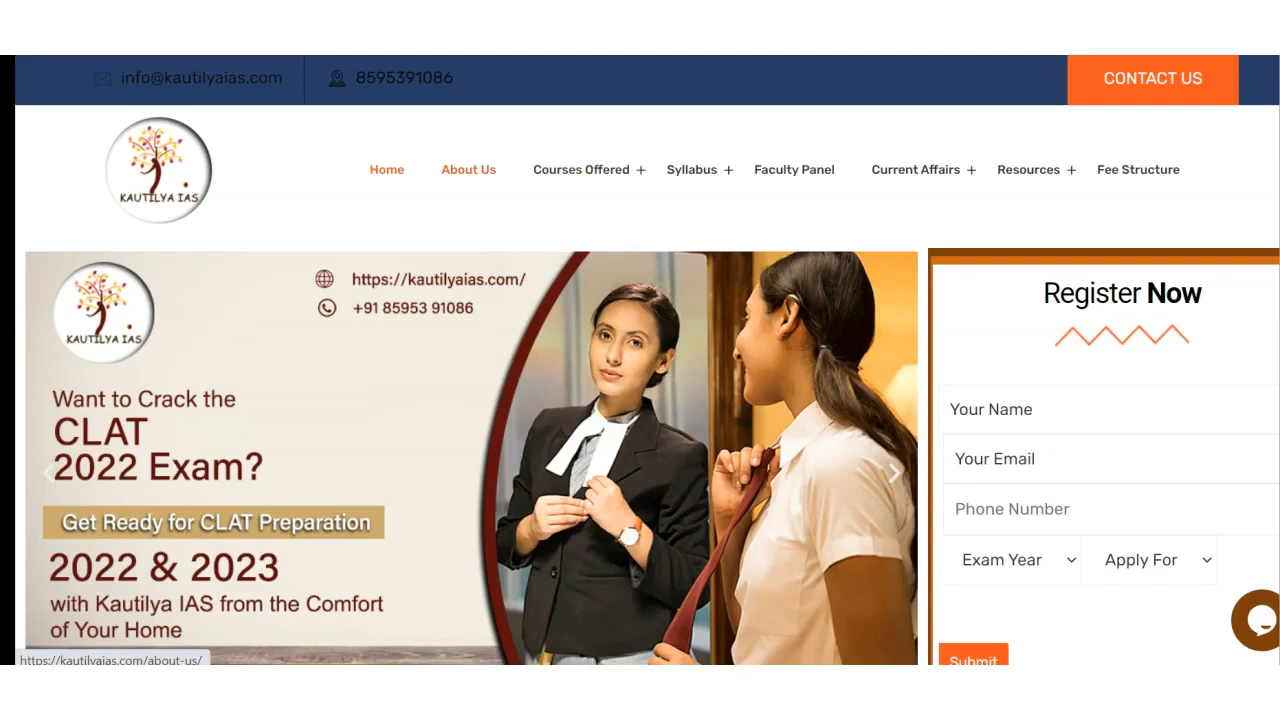 info@kautilyaias.com
8595391086
CONTACT US
KAUTILYA IAS
Home
About Us
Courses Offered +
Syllabus +
Faculty Panel
Current Affairs +
Resources +
Fee Structure
KAUTILYA IAS
https://kautilyaias.com/
+91 85953 91086
Want to Crack the
CLAT
2022 Exam?
Get Ready for CLAT Preparation
2022 & 2023
with Kautilya IAS from the Comfort
of Your Home
Register Now
Your Name
Your Email
Phone Number
Exam Year
Apply For
Submit
https://kautilyaias.com/about-us/